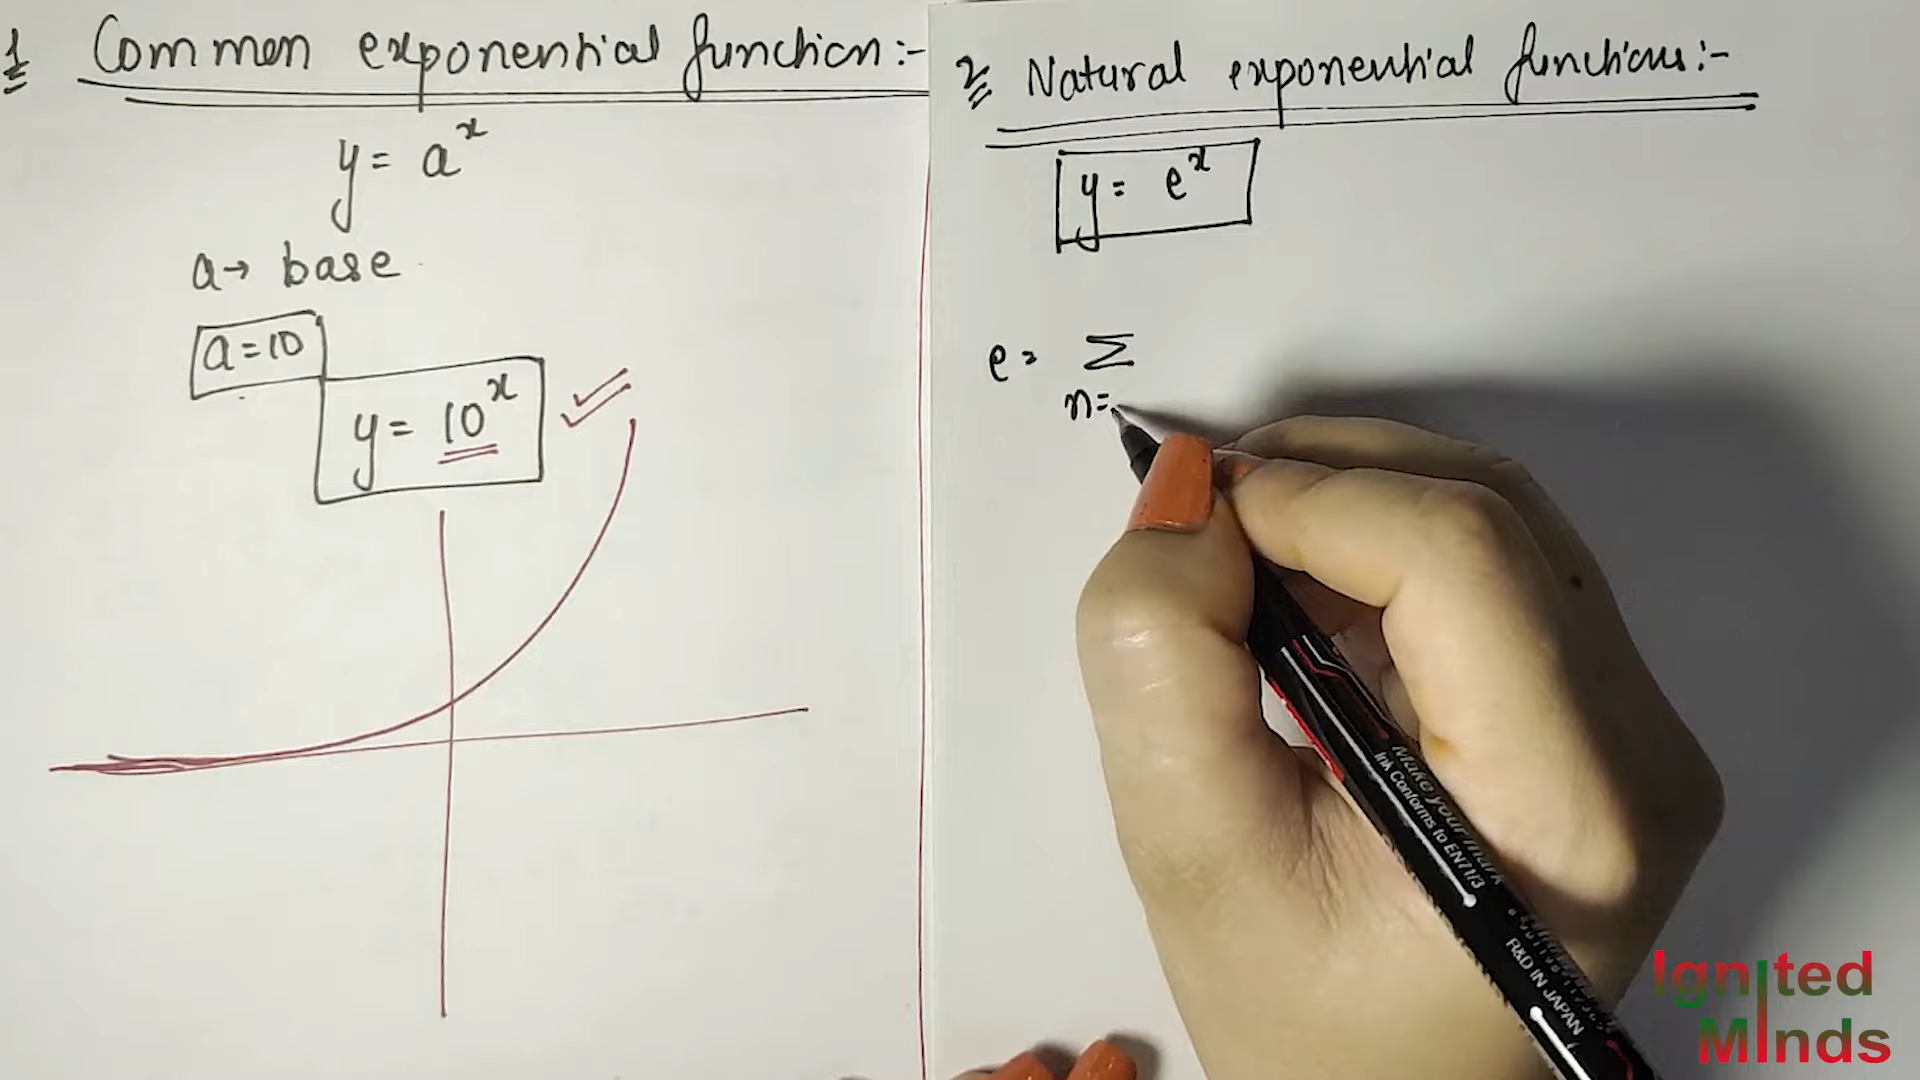 1 Common exponential function:-
y = a^x
a → base
a = 10
y = 10^x
2 Natural exponential functions:-
y = e^x
e = Σ
n=
Make your mark
Ink Conforms to EN71/3
R&D IN JAPAN
Ignited
Minds